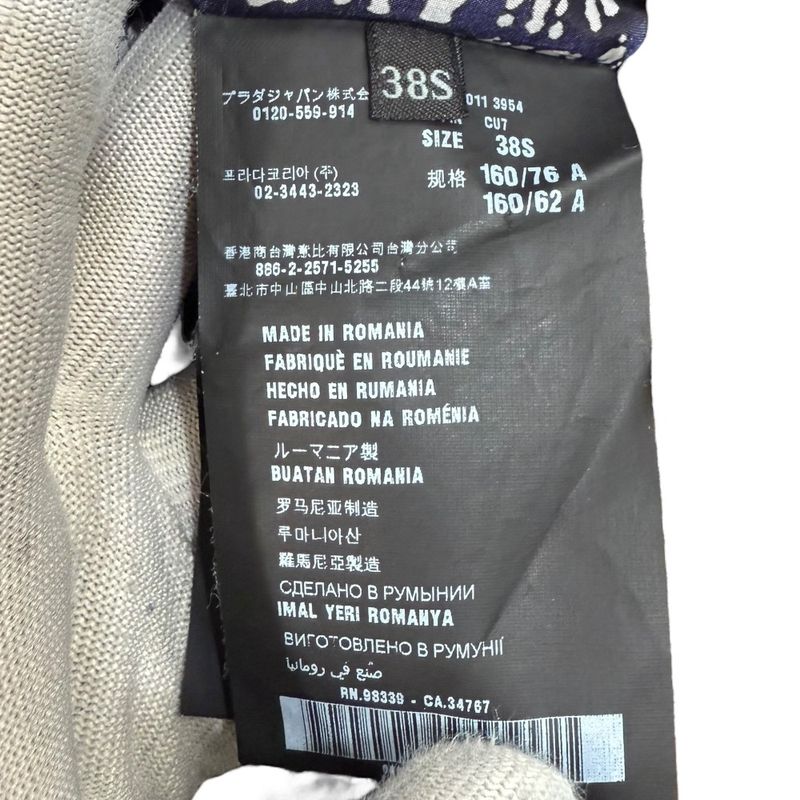 38S
プラダジャパン株式会
0120-559-914
011 3954
CU7
SIZE 38S
프라다코리아 (주)
02-3443-2323
规格 160/76 A
160/62 A
香港商台灣意比有限公司台灣分公司
886-2-2571-5255
臺北市中山區中山北路二段44號12樓A室
MADE IN ROMANIA
FABRIQUÈ EN ROUMANIE
HECHO EN RUMANIA
FABRICADO NA ROMÉNIA
ルーマニア製
BUATAN ROMANIA
罗马尼亚制造
루마니아산
羅馬尼亞製造
СДЕЛАНО В РУМЫНИИ
IMAL YERI ROMANYA
ВИГОТОВЛЕНО В РУМУНІЇ
صنع في رومانيا
RN.98339 - CA.34767